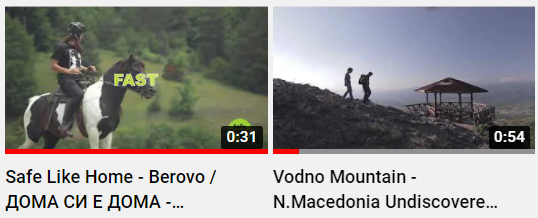 FAST
0:31
0:54
Safe Like Home - Berovo /
ДОМА СИ Е ДОМА -...
Vodno Mountain -
N.Macedonia Undiscovere...